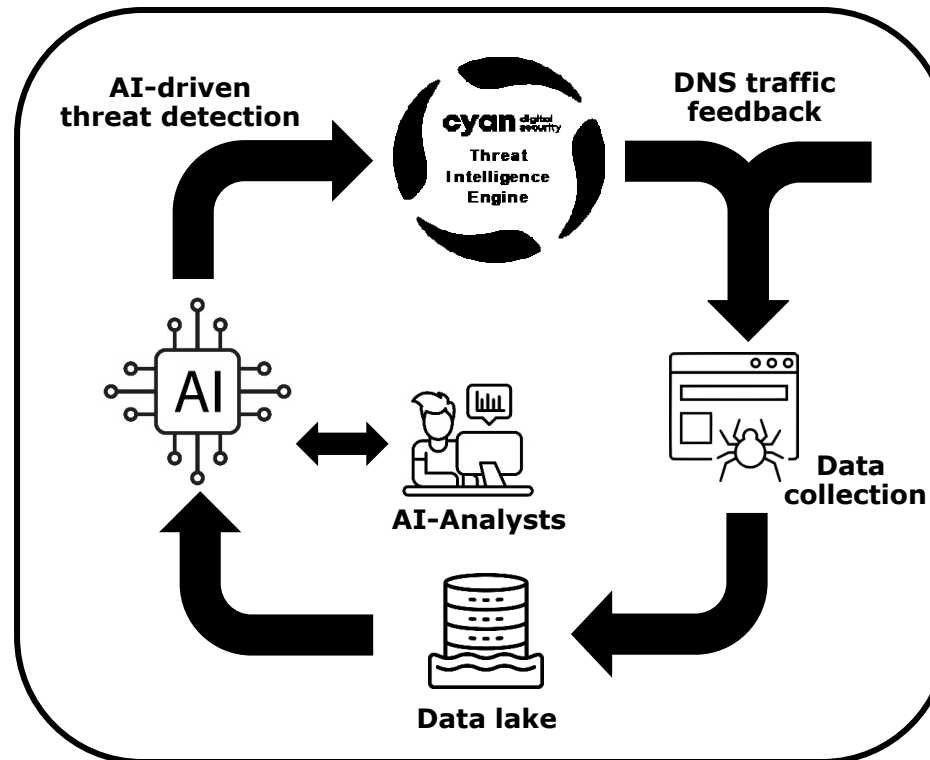 AI-driven
threat detection
cyan digital security
Threat
Intelligence
Engine
DNS traffic
feedback
AI
AI-Analysts
Data
collection
Data lake